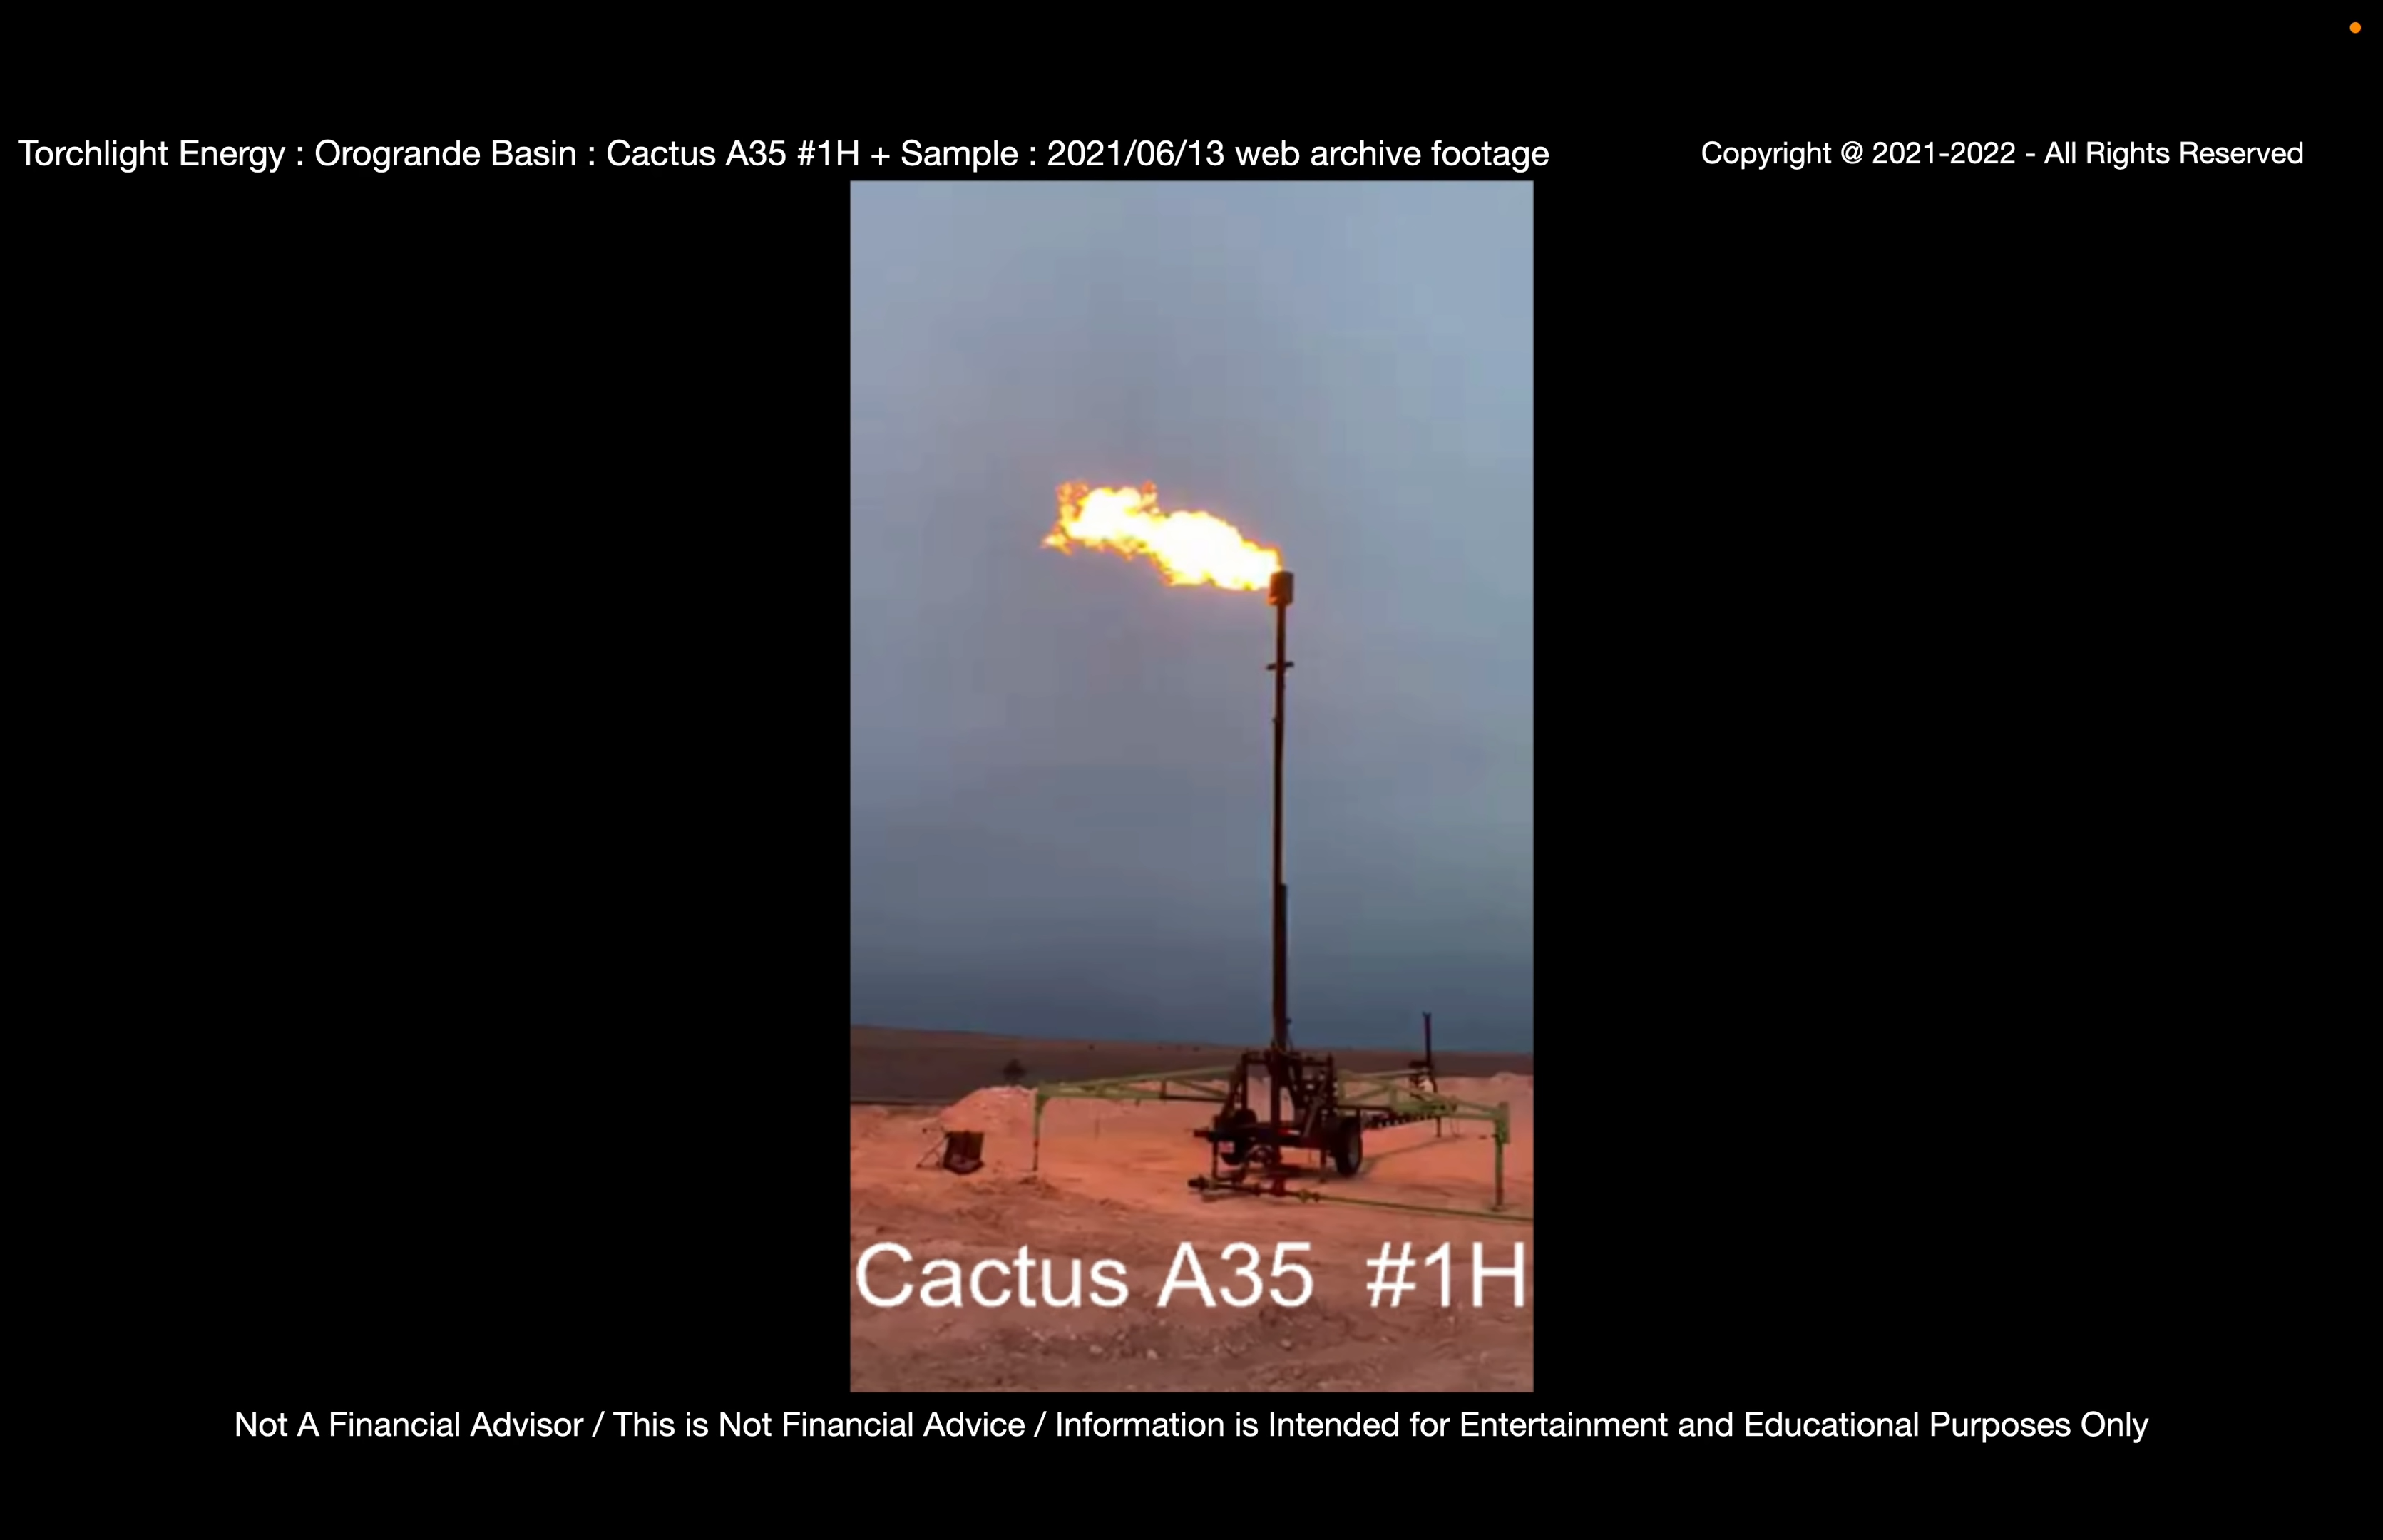 Torchlight Energy : Orogrande Basin : Cactus A35 #1H + Sample : 2021/06/13 web archive footage
Copyright @ 2021-2022 - All Rights Reserved
Cactus A35 #1H
Not A Financial Advisor / This is Not Financial Advice / Information is Intended for Entertainment and Educational Purposes Only